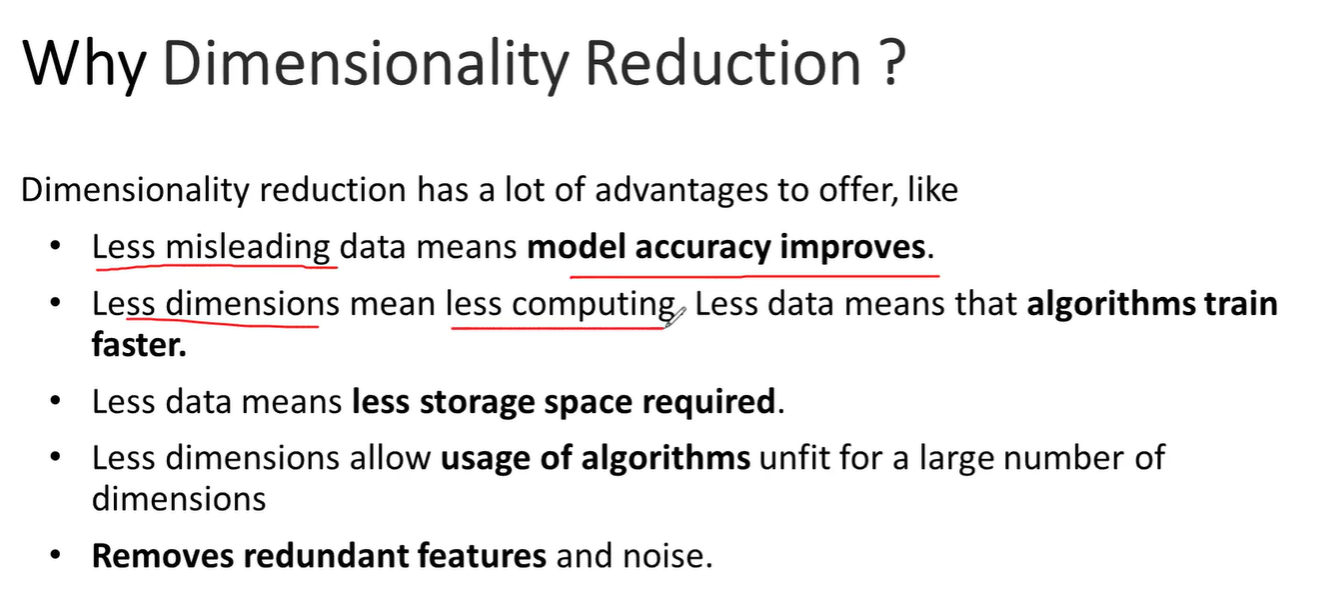 Why Dimensionality Reduction ?
Dimensionality reduction has a lot of advantages to offer, like
• Less misleading data means model accuracy improves.
• Less dimensions mean less computing. Less data means that algorithms train
faster.
• Less data means less storage space required.
• Less dimensions allow usage of algorithms unfit for a large number of
dimensions
• Removes redundant features and noise.